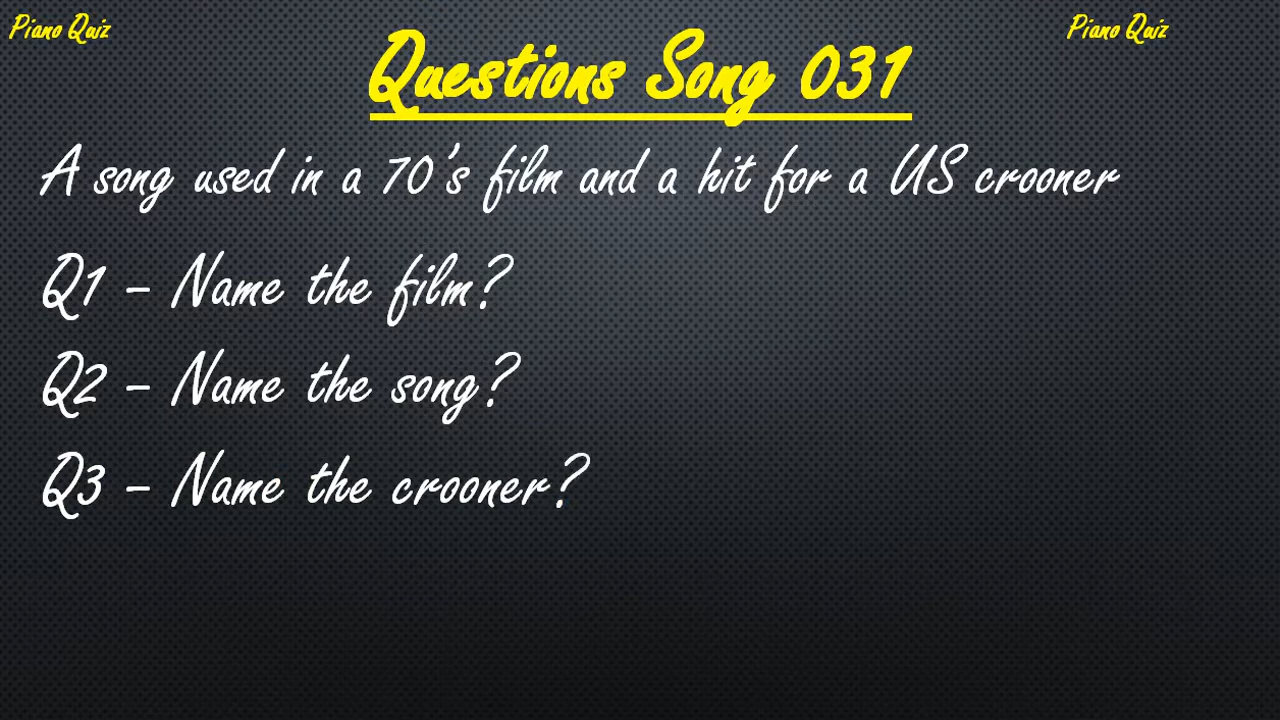 Piano Quiz
Piano Quiz
Questions Song 031
A song used in a 70's film and a hit for a US crooner
Q1 – Name the film?
Q2 – Name the song?
Q3 – Name the crooner?